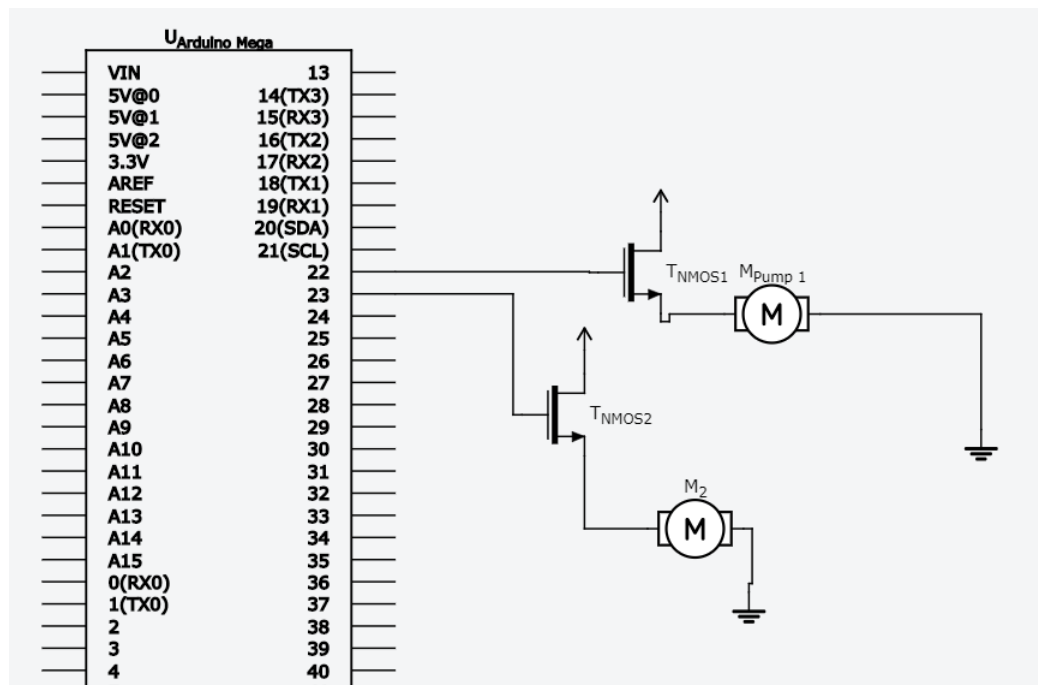 U Arduino Mega
VIN 13
5V@0 14(TX3)
5V@1 15(RX3)
5V@2 16(TX2)
3.3V 17(RX2)
AREF 18(TX1)
RESET 19(RX1)
A0(RX0) 20(SDA)
A1(TX0) 21(SCL)
A2 22
A3 23
A4 24
A5 25
A6 26
A7 27
A8 28
A9 29
A10 30
A11 31
A12 32
A13 33
A14 34
A15 35
0(RX0) 36
1(TX0) 37
2 38
3 39
4 40
TNMOS1
MPump 1
M
TNMOS2
M2
M